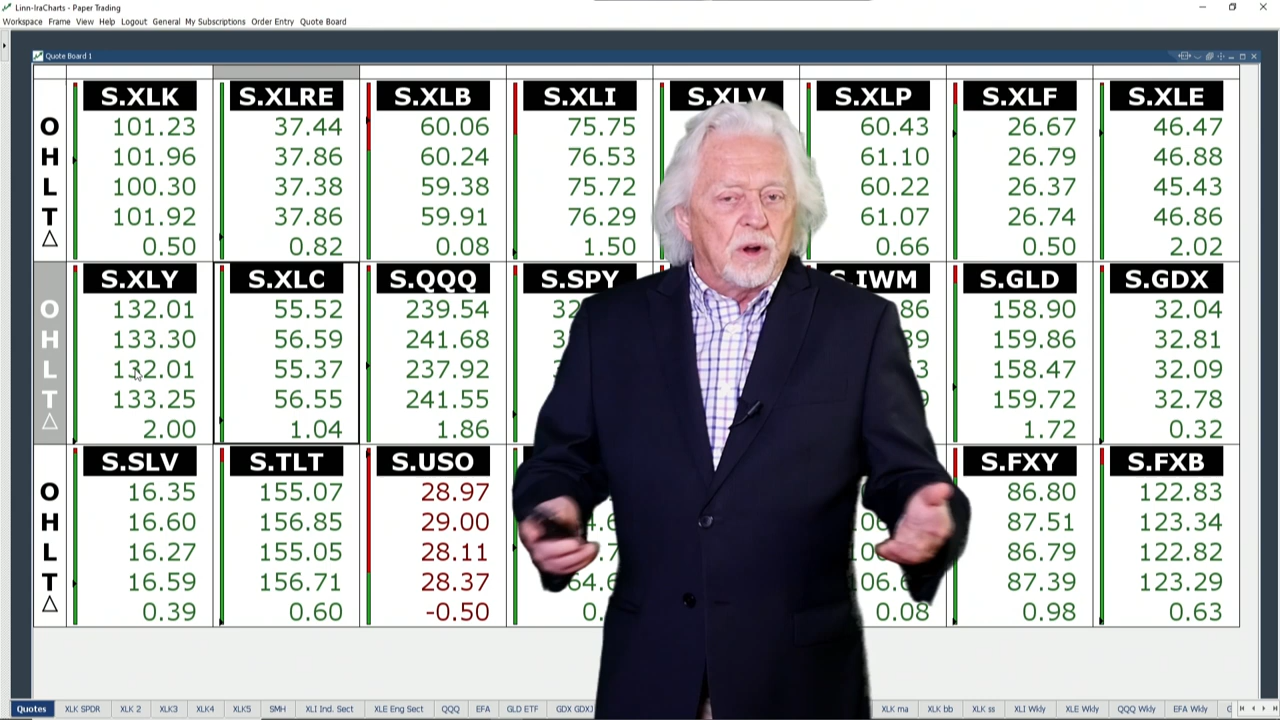 Linn-IraCharts - Paper Trading
Workspace Frame View Help Logout General My Subscriptions Order Entry Quote Board
Quote Board 1
S.XLK S.XLRE S.XLB S.XLI S.XLV S.XLP S.XLF S.XLE
O 101.23 37.44 60.06 75.75 60.43 26.67 46.47
H 101.96 37.86 60.24 76.53 61.10 26.79 46.88
L 100.30 37.38 59.38 75.72 60.22 26.37 45.43
T 101.92 37.86 59.91 76.29 61.07 26.74 46.86
△ 0.50 0.82 0.08 1.50 0.66 0.50 2.02
S.XLY S.XLC S.QQQ S.SPY S.IWM S.GLD S.GDX
O 132.01 55.52 239.54 158.90 32.04
H 133.30 56.59 241.68 159.86 32.81
L 132.01 55.37 237.92 158.47 32.09
T 133.25 56.55 241.55 159.72 32.78
△ 2.00 1.04 1.86 1.72 0.32
S.SLV S.TLT S.USO S.FXY S.FXB
O 16.35 155.07 28.97 86.80 122.83
H 16.60 156.85 29.00 87.51 123.34
L 16.27 155.05 28.11 86.79 122.82
T 16.59 156.71 28.37 87.39 123.29
△ 0.39 0.60 -0.50 0.08 0.98 0.63
Quotes XLK SPDR XLK 2 XLK3 XLK4 XLK5 SMH XLI Ind. Sect XLE Eng Sect QQQ EFA GLD ETF GDX GDXJ XLK ma XLK bb XLK ss XLI Wkly XLE Wkly QQQ Wkly EFA Wkly